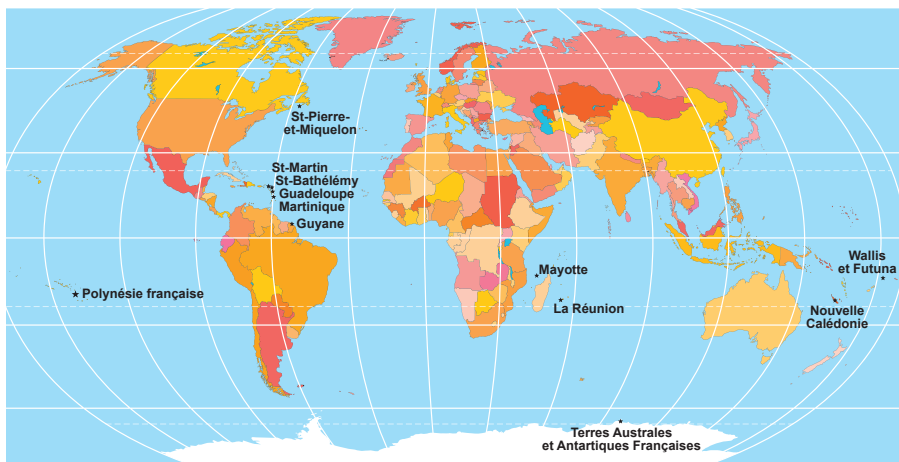 St-Pierre-
et-Miquelon
St-Martin
St-Bathélémy
Guadeloupe
Martinique
Guyane
Wallis
et Futuna
Mayotte
Polynésie française
La Réunion
Nouvelle
Calédonie
Terres Australes
et Antartiques Françaises